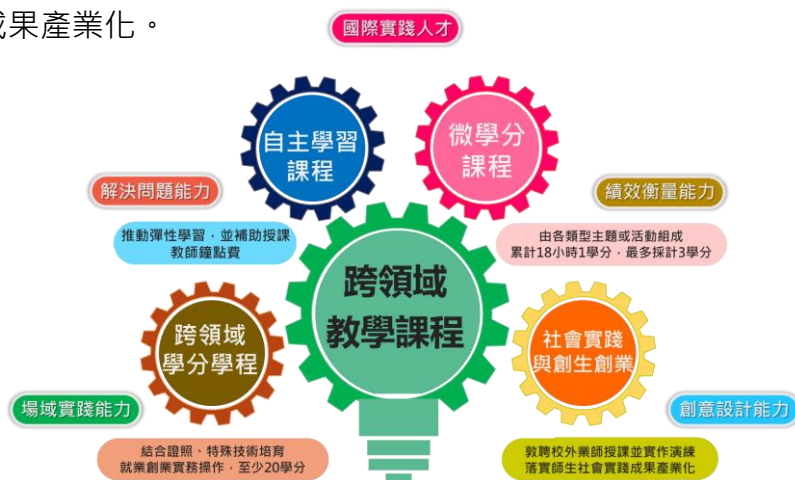 成果產業化。
國際實踐人才
自主學習
課程
微學分
課程
解決問題能力
績效衡量能力
推動彈性學習，並補助授課
教師鐘點費
由各類型主題或活動組成
累計18小時1學分，最多採計3學分
跨領域
教學課程
跨領域
學分學程
社會實踐
與創生創業
場域實踐能力
創意設計能力
結合證照、特殊技術培育
就業創業實務操作，至少20學分
敦聘校外業師授課並實作演練
落實師生社會實踐成果產業化